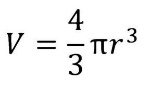 V = 4/3 πr³